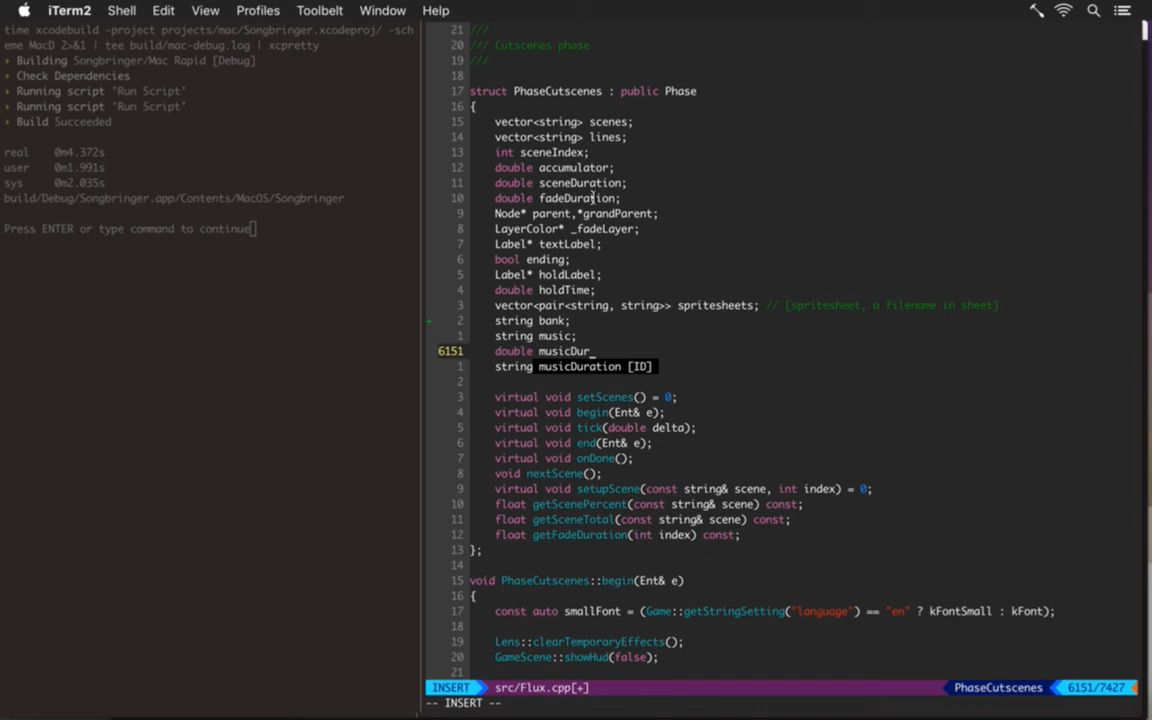 iTerm2 Shell Edit View Profiles Toolbelt Window Help
time xcodebuild -project projects/mac/Songbringer.xcodeproj/ -sch
eme MacD 2>&1 | tee build/mac-debug.log | xcpretty
› Building Songbringer/Mac Rapid [Debug]
› Check Dependencies
› Running script 'Run Script'
› Running script 'Run Script'
› Build Succeeded
real 0m4.372s
user 0m1.991s
sys 0m2.035s
build/Debug/Songbringer.app/Contents/MacOS/Songbringer
Press ENTER or type command to continue
21 ///
20 /// Cutscenes phase
19 ///
18
17 struct PhaseCutscenes : public Phase
16 {
15 vector<string> scenes;
14 vector<string> lines;
13 int sceneIndex;
12 double accumulator;
11 double sceneDuration;
10 double fadeDuration;
9 Node* parent,*grandParent;
8 LayerColor* _fadeLayer;
7 Label* textLabel;
6 bool ending;
5 Label* holdLabel;
4 double holdTime;
3 vector<pair<string, string>> spritesheets; // [spritesheet, a filename in sheet]
+ 2 string bank;
1 string music;
6151 double musicDur_
1 string musicDuration [ID]
2
3 virtual void setScenes() = 0;
4 virtual void begin(Ent& e);
5 virtual void tick(double delta);
6 virtual void end(Ent& e);
7 virtual void onDone();
8 void nextScene();
9 virtual void setupScene(const string& scene, int index) = 0;
10 float getScenePercent(const string& scene) const;
11 float getSceneTotal(const string& scene) const;
12 float getFadeDuration(int index) const;
13 };
14
15 void PhaseCutscenes::begin(Ent& e)
16 {
17 const auto smallFont = (Game::getStringSetting("language") == "en" ? kFontSmall : kFont);
18
19 Lens::clearTemporaryEffects();
20 GameScene::showHud(false);
21
INSERT src/Flux.cpp[+] PhaseCutscenes 6151/7427
-- INSERT --